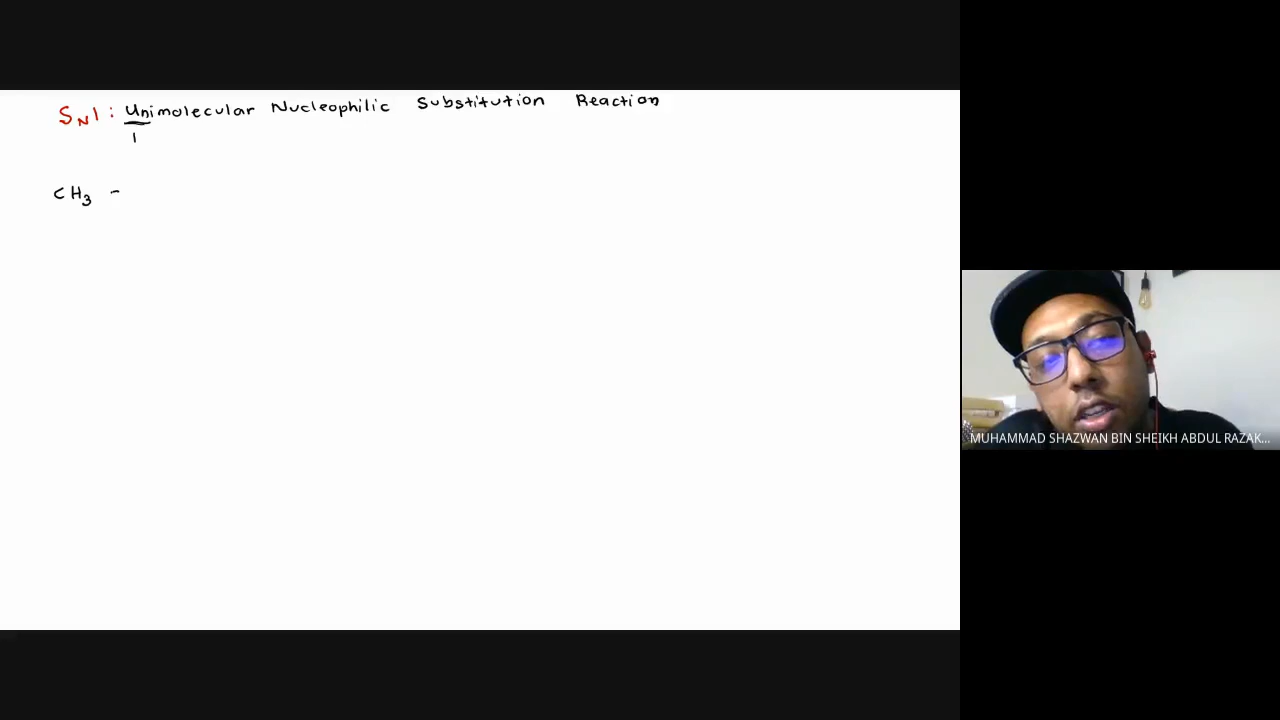 SN1: Unimolecular Nucleophilic Substitution Reaction
1
CH3 -
MUHAMMAD SHAZWAN BIN SHEIKH ABDUL RAZAK...